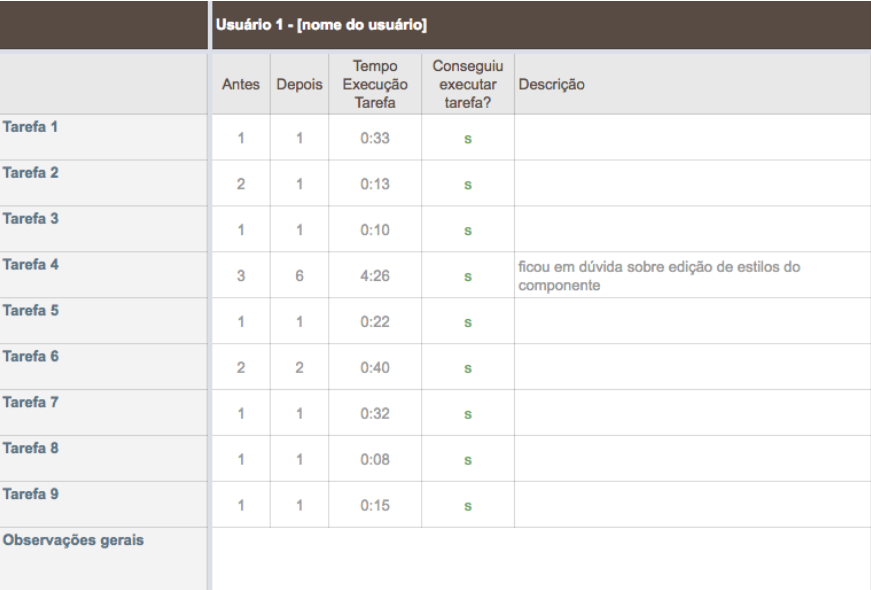 Usuário 1 - [nome do usuário]
Antes Depois Tempo Execução Tarefa Conseguiu executar tarefa? Descrição
Tarefa 1 1 1 0:33 s
Tarefa 2 2 1 0:13 s
Tarefa 3 1 1 0:10 s
Tarefa 4 3 6 4:26 s ficou em dúvida sobre edição de estilos do componente
Tarefa 5 1 1 0:22 s
Tarefa 6 2 2 0:40 s
Tarefa 7 1 1 0:32 s
Tarefa 8 1 1 0:08 s
Tarefa 9 1 1 0:15 s
Observações gerais